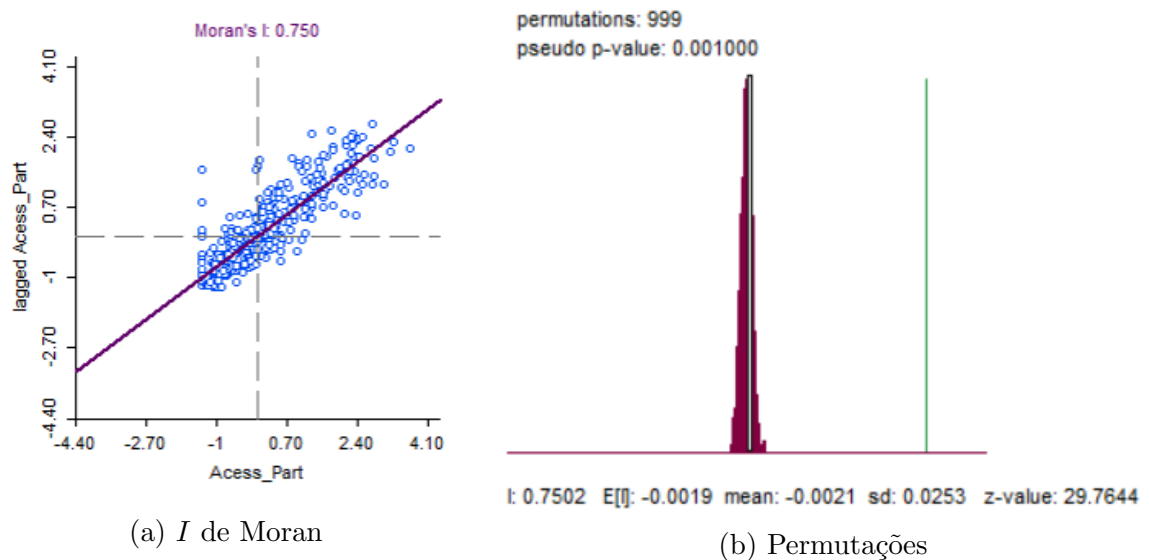 Moran's I: 0.750
4.10
2.40
0.70
-1
-2.70
-4.40
lagged Acess_Part
-4.40 -2.70 -1 0.70 2.40 4.10
Acess_Part
(a) I de Moran
permutations: 999
pseudo p-value: 0.001000
I: 0.7502 E[I]: -0.0019 mean: -0.0021 sd: 0.0253 z-value: 29.7644
(b) Permutações